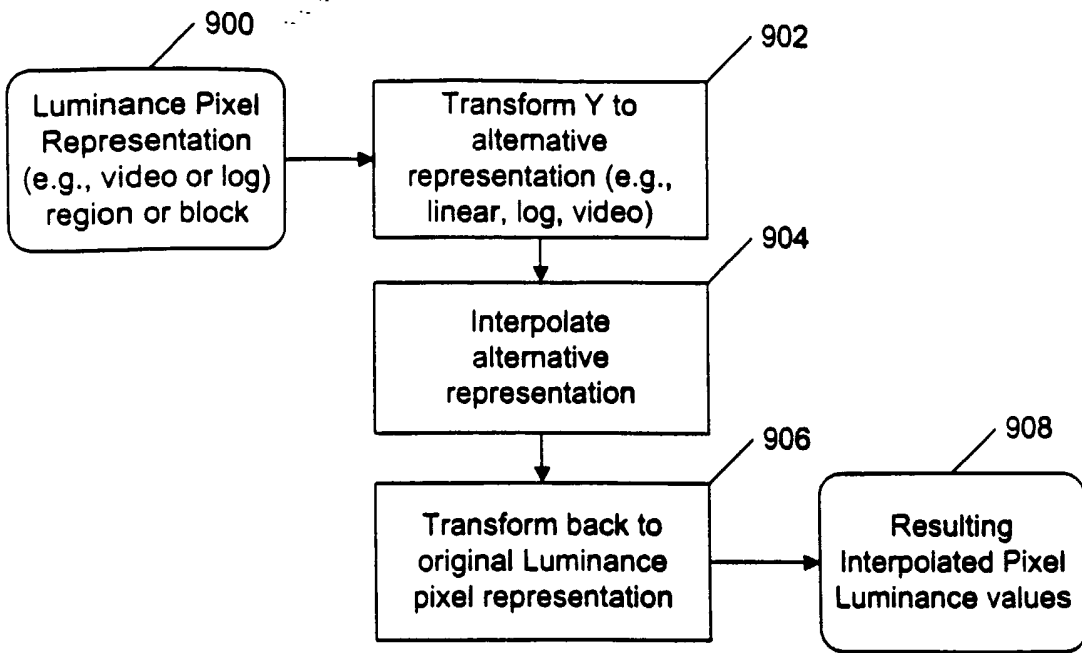 900
Luminance Pixel
Representation
(e.g., video or log)
region or block
902
Transform Y to
alternative
representation (e.g.,
linear, log, video)
904
Interpolate
alternative
representation
906
Transform back to
original Luminance
pixel representation
908
Resulting
Interpolated Pixel
Luminance values